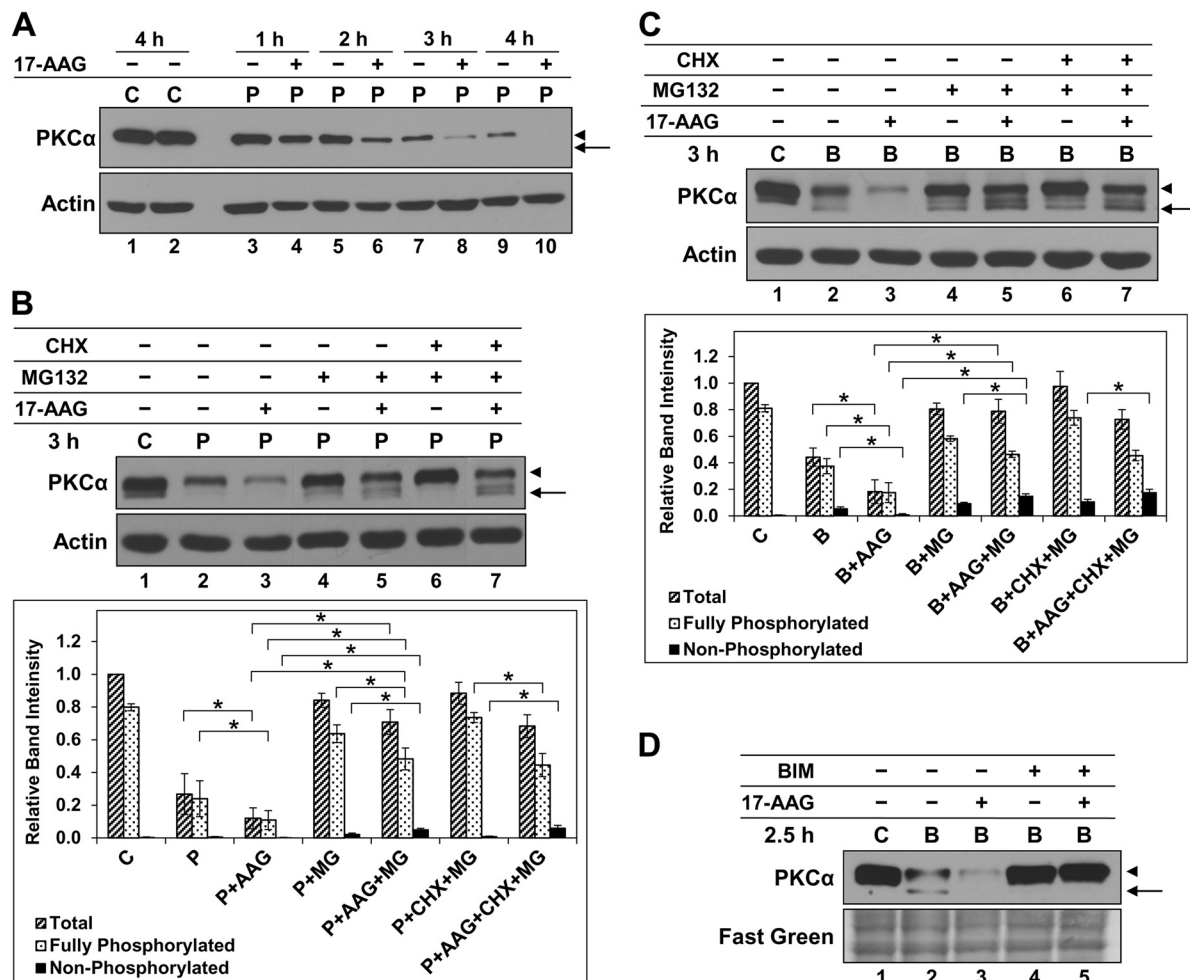 A
4 h 1 h 2 h 3 h 4 h
17-AAG – – – + – + – + – +
C C P P P P P P P P
PKCα
Actin
1 2 3 4 5 6 7 8 9 10
B
CHX – – – – – + +
MG132 – – – + + + +
17-AAG – – + – + – +
3 h C P P P P P P
PKCα
Actin
1 2 3 4 5 6 7
Relative Band Inteinsity
1.2
1.0
0.8
0.6
0.4
0.2
0.0
* * * * * * * * * *
C P P+AAG P+MG P+AAG+MG P+CHX+MG P+AAG+CHX+MG
Total
Fully Phosphorylated
Non-Phosphorylated
C
CHX – – – – – + +
MG132 – – – + + + +
17-AAG – – + – + – +
3 h C B B B B B B
PKCα
Actin
1 2 3 4 5 6 7
Relative Band Inteinsity
1.2
1.0
0.8
0.6
0.4
0.2
0.0
* * * * * * * *
C B B+AAG B+MG B+AAG+MG B+CHX+MG B+AAG+CHX+MG
Total
Fully Phosphorylated
Non-Phosphorylated
D
BIM – – – + +
17-AAG – – + – +
2.5 h C B B B B
PKCα
Fast Green
1 2 3 4 5